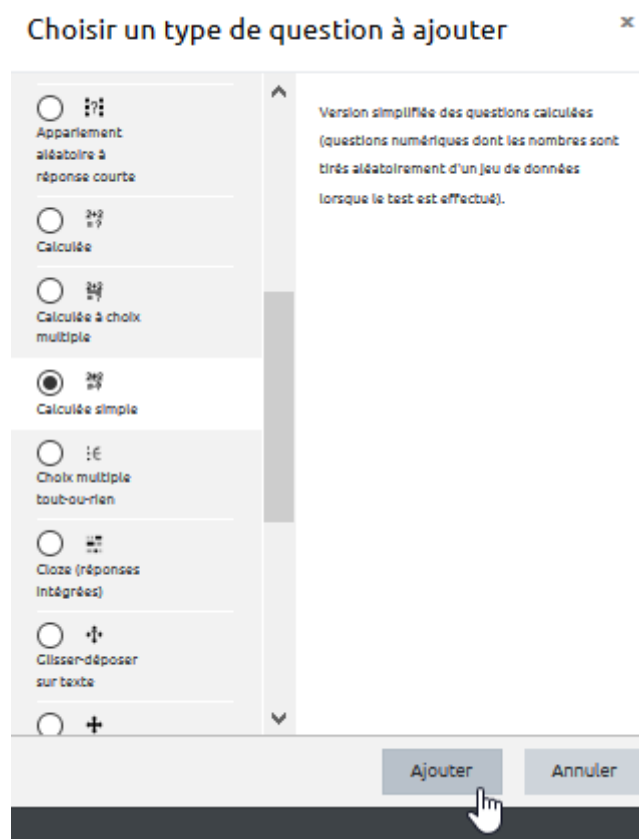 Choisir un type de question à ajouter
×
Appariement
aléatoire à
réponse courte
Calculée
Calculée à choix
multiple
Calculée simple
Choix multiple
tout-ou-rien
Cloze (réponses
intégrées)
Glisser-déposer
sur texte
Version simplifiée des questions calculées
(questions numériques dont les nombres sont
tirés aléatoirement d'un jeu de données
lorsque le test est effectué).
Ajouter
Annuler